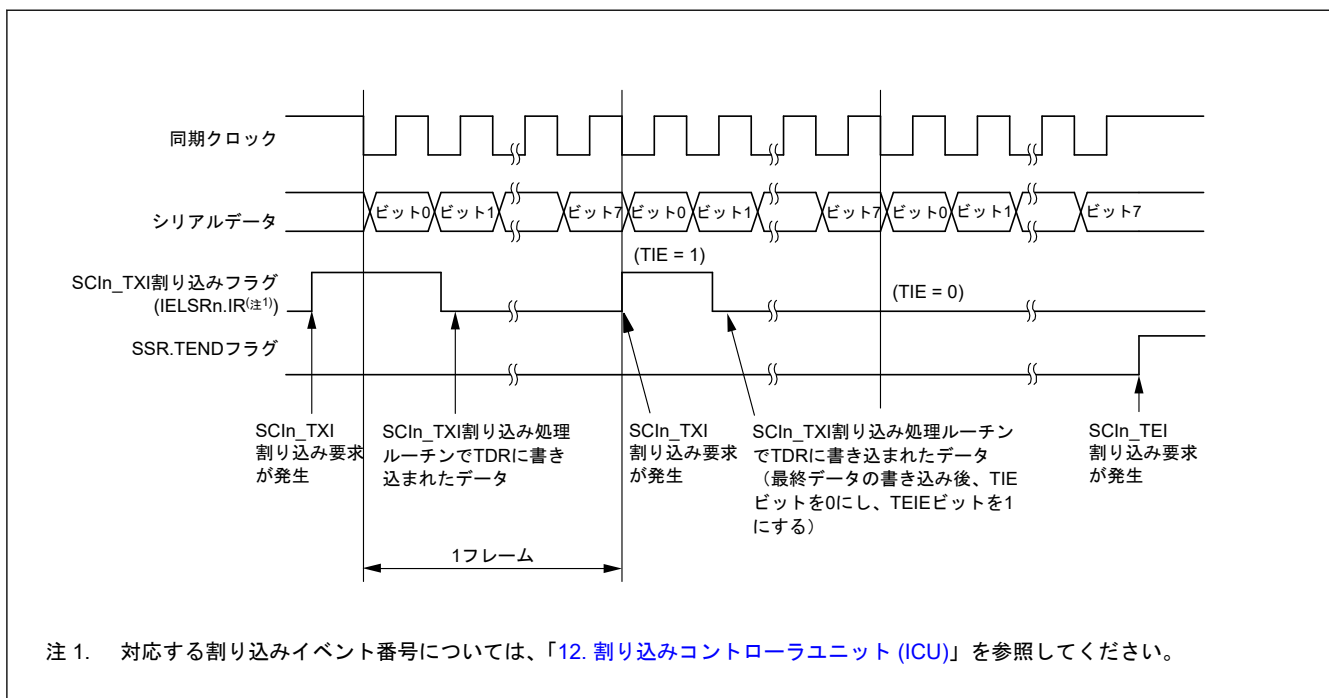 同期クロック
シリアルデータ
ビット0 ビット1 ビット7 ビット0 ビット1 ビット7 ビット0 ビット1 ビット7
(TIE = 1)
SCIn_TXI割り込みフラグ
(IELSRn.IR(注1))
(TIE = 0)
SSR.TENDフラグ
SCIn_TXI
割り込み要求
が発生
SCIn_TXI割り込み処理
ルーチンでTDRに書き
込まれたデータ
SCIn_TXI
割り込み要求
が発生
SCIn_TXI割り込み処理ルーチン
でTDRに書き込まれたデータ
（最終データの書き込み後、TIE
ビットを0にし、TEIEビットを1
にする）
SCIn_TEI
割り込み要求
が発生
1フレーム
注 1. 対応する割り込みイベント番号については、「12. 割り込みコントローラユニット (ICU)」を参照してください。